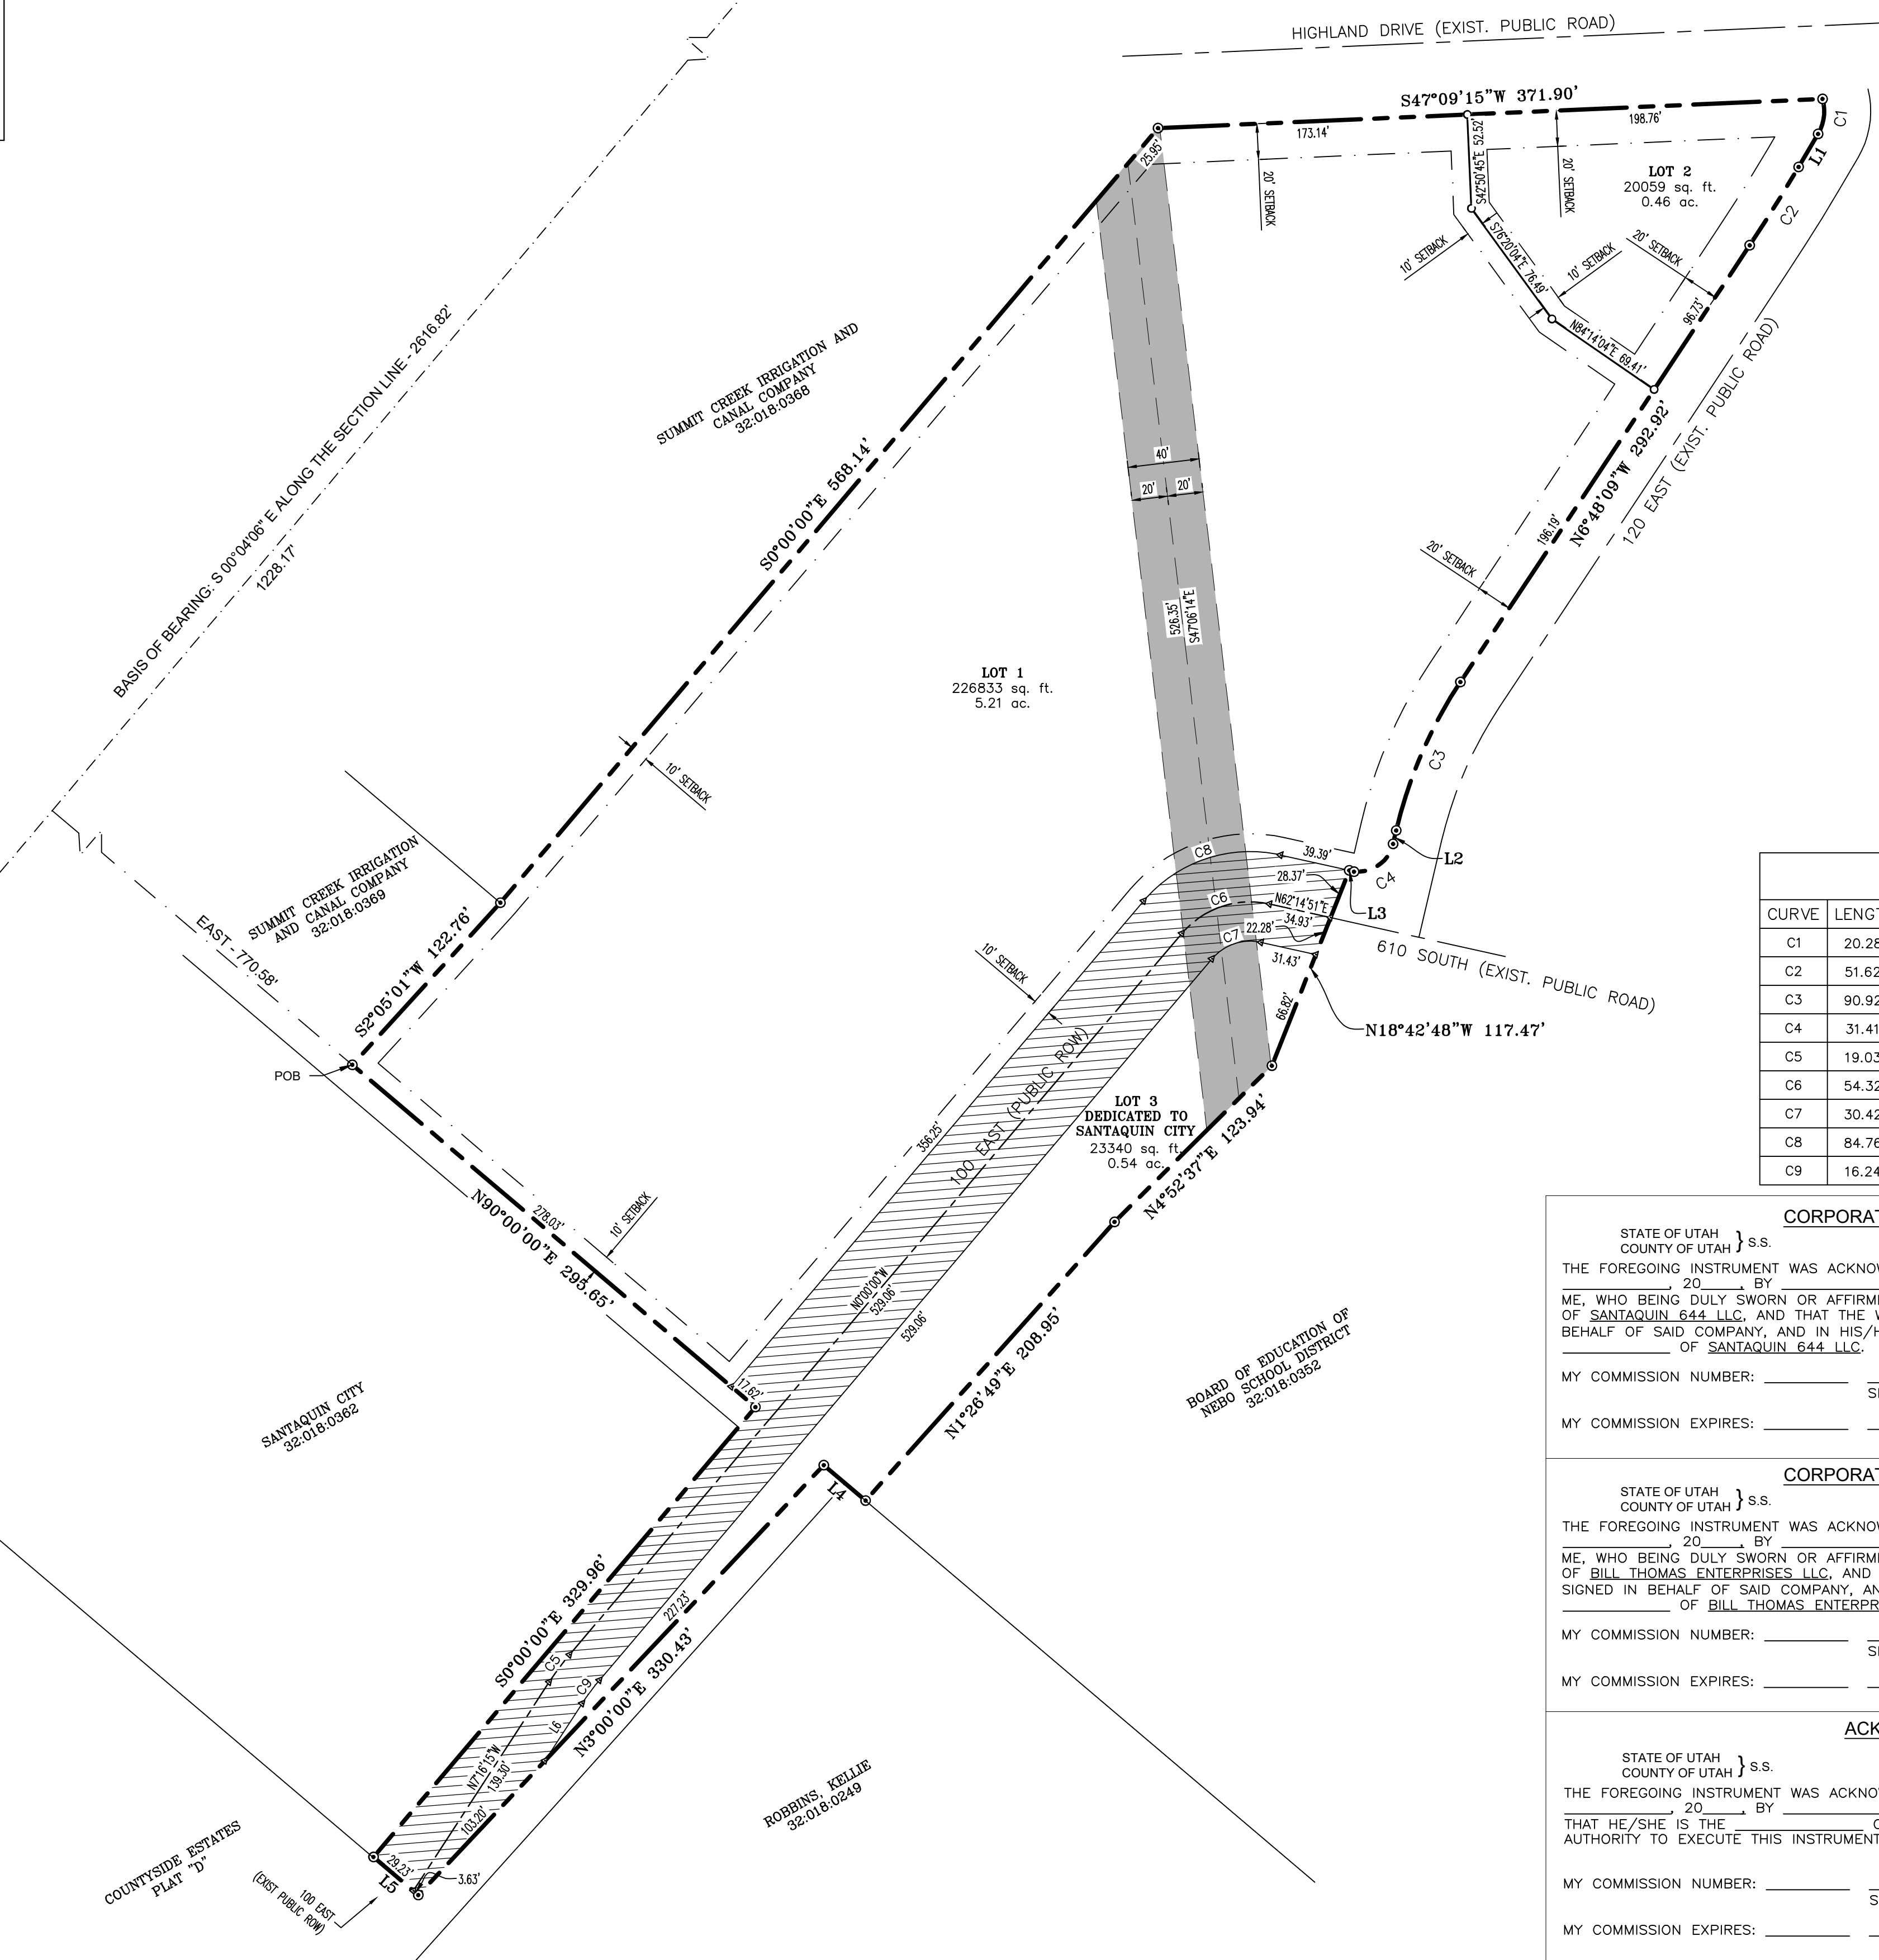 HIGHLAND DRIVE (EXIST. PUBLIC ROAD)
S47°09'15"W 371.90'
173.14'
198.76'
25.95'
20' SETBACK
S42°50'45"E 52.52'
20' SETBACK
LOT 2
20059 sq. ft.
0.46 ac.
C1
L1
C2
10' SETBACK
S76°20'04"E 76.49'
10' SETBACK
20' SETBACK
N84°14'04"E 69.41'
96.73'
BASIS OF BEARING: S 00°04'06" E ALONG THE SECTION LINE - 2616.82'
1228.17'
SUMMIT CREEK IRRIGATION AND
CANAL COMPANY
32:018:0368
S0°00'00"E 568.14'
40'
20'
20'
N6°48'09"W 292.92'
120 EAST (EXIST. PUBLIC ROAD)
196.19'
20' SETBACK
526.35'
S47°06'14"E
LOT 1
226833 sq. ft.
5.21 ac.
10' SETBACK
C3
SUMMIT CREEK IRRIGATION
AND CANAL COMPANY
32:018:0369
EAST - 770.58'
S2°05'01"W 122.76'
POB
C8
39.39'
28.37'
C6
N62°14'51"E
34.93'
C7
22.28'
31.43'
L2
C4
L3
610 SOUTH (EXIST. PUBLIC ROAD)
10' SETBACK
66.82'
N18°42'48"W 117.47'
100 EAST (PUBLIC ROW)
356.25'
LOT 3
DEDICATED TO
SANTAQUIN CITY
23340 sq. ft.
0.54 ac.
N4°52'37"E 123.94'
278.03'
N90°00'00"E 295.65'
10' SETBACK
N0°00'00"W
529.06'
529.06'
17.62'
N1°26'49"E 208.95'
BOARD OF EDUCATION OF
NEBO SCHOOL DISTRICT
32:018:0352
SANTAQUIN CITY
32:018:0362
L4
S0°00'00"E 329.96'
227.23'
C5
C9
L6
N3°00'00"E 330.43'
N7°16'15"W
139.30'
103.20'
29.23'
L5
3.63'
ROBBINS, KELLIE
32:018:0249
COUNTYSIDE ESTATES
PLAT "D"
100 EAST
(EXIST PUBLIC ROW)
CURVE LENGT
C1 20.28
C2 51.62
C3 90.92
C4 31.41
C5 19.03
C6 54.32
C7 30.42
C8 84.76
C9 16.24
CORPORAT
STATE OF UTAH
COUNTY OF UTAH } S.S.
THE FOREGOING INSTRUMENT WAS ACKNOW
____________, 20____, BY ____________
ME, WHO BEING DULY SWORN OR AFFIRM
OF SANTAQUIN 644 LLC, AND THAT THE W
BEHALF OF SAID COMPANY, AND IN HIS/H
____________ OF SANTAQUIN 644 LLC.
MY COMMISSION NUMBER: __________
MY COMMISSION EXPIRES: __________
CORPORAT
STATE OF UTAH
COUNTY OF UTAH } S.S.
THE FOREGOING INSTRUMENT WAS ACKNOW
____________, 20____, BY ____________
ME, WHO BEING DULY SWORN OR AFFIRM
OF BILL THOMAS ENTERPRISES LLC, AND
SIGNED IN BEHALF OF SAID COMPANY, AN
____________ OF BILL THOMAS ENTERPR
MY COMMISSION NUMBER: __________
MY COMMISSION EXPIRES: __________
ACK
STATE OF UTAH
COUNTY OF UTAH } S.S.
THE FOREGOING INSTRUMENT WAS ACKNOW
____________, 20____, BY ____________
THAT HE/SHE IS THE ______________
AUTHORITY TO EXECUTE THIS INSTRUMENT
MY COMMISSION NUMBER: __________
MY COMMISSION EXPIRES: __________